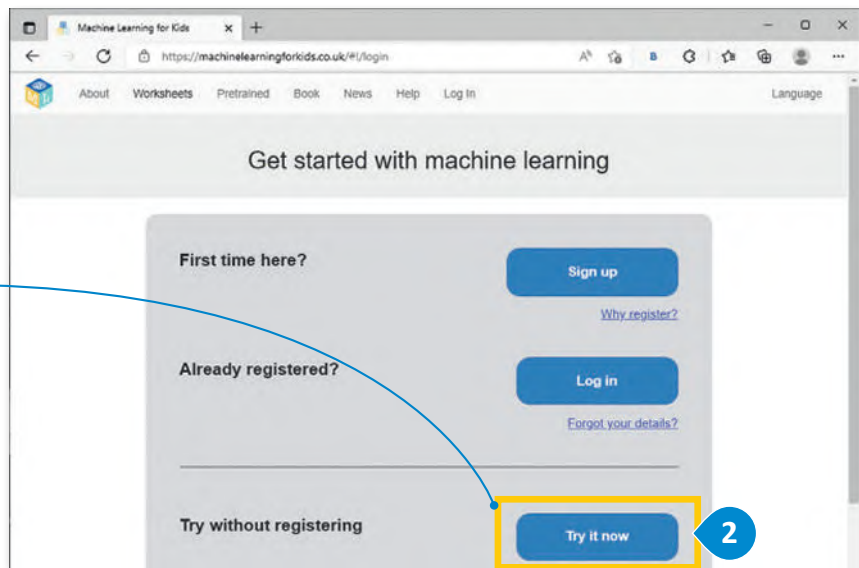 Machine Learning for Kids
https://machinelearningforkids.co.uk/#!/login
About Worksheets Pretrained Book News Help Log In Language
Get started with machine learning
First time here?
Sign up
Why register?
Already registered?
Log in
Forgot your details?
Try without registering
Try it now
2